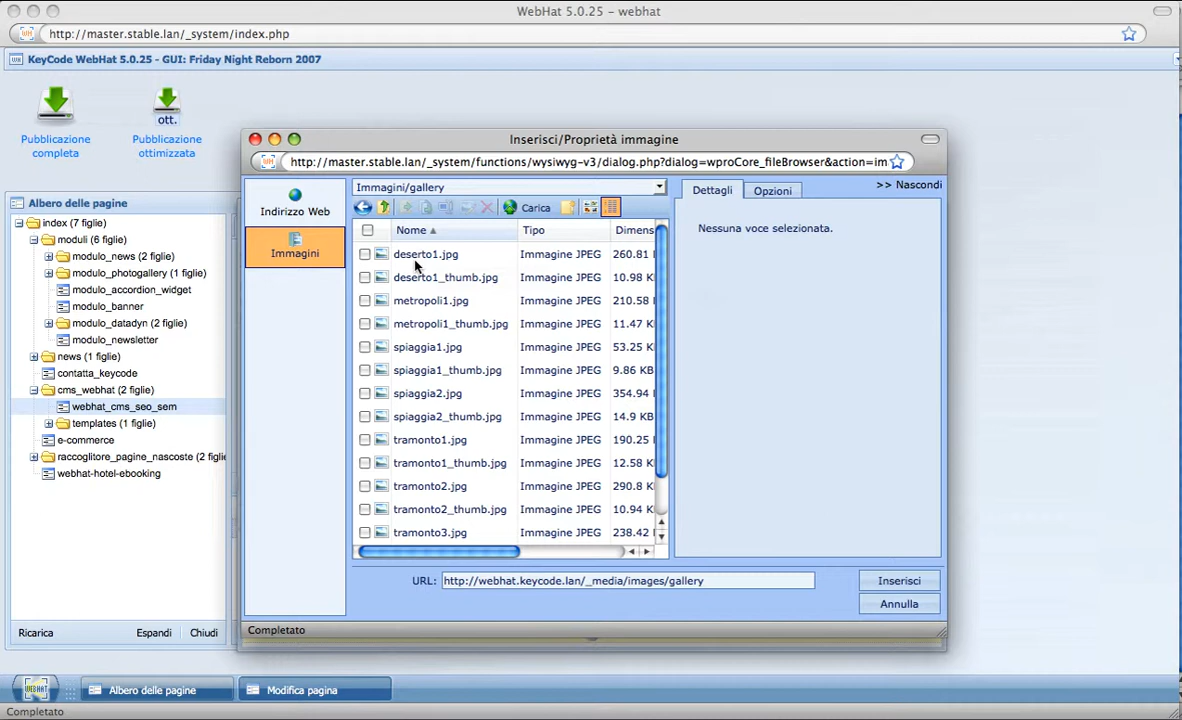 WebHat 5.0.25 - webhat
http://master.stable.lan/_system/index.php
KeyCode WebHat 5.0.25 - GUI: Friday Night Reborn 2007
Pubblicazione
completa
ott.
Pubblicazione
ottimizzata
Albero delle pagine
index (7 figlie)
moduli (6 figlie)
modulo_news (2 figlie)
modulo_photogallery (1 figlie)
modulo_accordion_widget
modulo_banner
modulo_datadyn (2 figlie)
modulo_newsletter
news (1 figlie)
contatta_keycode
cms_webhat (2 figlie)
webhat_cms_seo_sem
templates (1 figlie)
e-commerce
raccoglitore_pagine_nascoste (2 figlie
webhat-hotel-ebooking
Ricarica
Espandi
Chiudi
Inserisci/Proprietà immagine
http://master.stable.lan/_system/functions/wysiwyg-v3/dialog.php?dialog=wproCore_fileBrowser&action=im
Indirizzo Web
Immagini
Immagini/gallery
Carica
Nome Tipo Dimens
deserto1.jpg Immagine JPEG 260.81
deserto1_thumb.jpg Immagine JPEG 10.98 K
metropoli1.jpg Immagine JPEG 210.58
metropoli1_thumb.jpg Immagine JPEG 11.47 K
spiaggia1.jpg Immagine JPEG 53.25 K
spiaggia1_thumb.jpg Immagine JPEG 9.86 KB
spiaggia2.jpg Immagine JPEG 354.94
spiaggia2_thumb.jpg Immagine JPEG 14.9 KB
tramonto1.jpg Immagine JPEG 190.25
tramonto1_thumb.jpg Immagine JPEG 12.58 K
tramonto2.jpg Immagine JPEG 290.8 K
tramonto2_thumb.jpg Immagine JPEG 10.94 K
tramonto3.jpg Immagine JPEG 238.42
Dettagli
Opzioni
>> Nascondi
Nessuna voce selezionata.
URL: http://webhat.keycode.lan/_media/images/gallery
Inserisci
Annulla
Completato
WEBHAT
Albero delle pagine
Modifica pagina
Completato